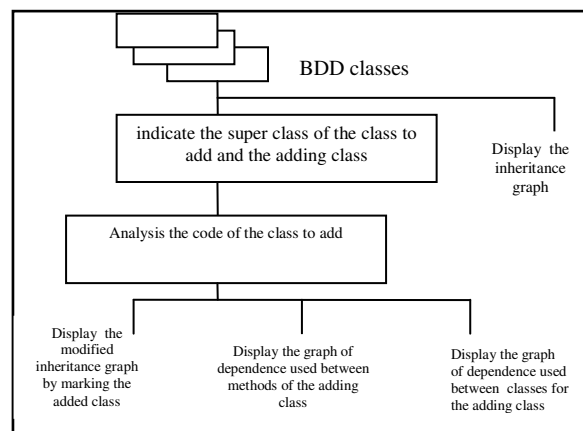 BDD classes
indicate the super class of the class to
add and the adding class
Display the
inheritance
graph
Analysis the code of the class to add
Display the
modified
inheritance graph
by marking the
added class
Display the graph of
dependence used between
methods of the adding
class
Display the graph
of dependence used
between classes for
the adding class